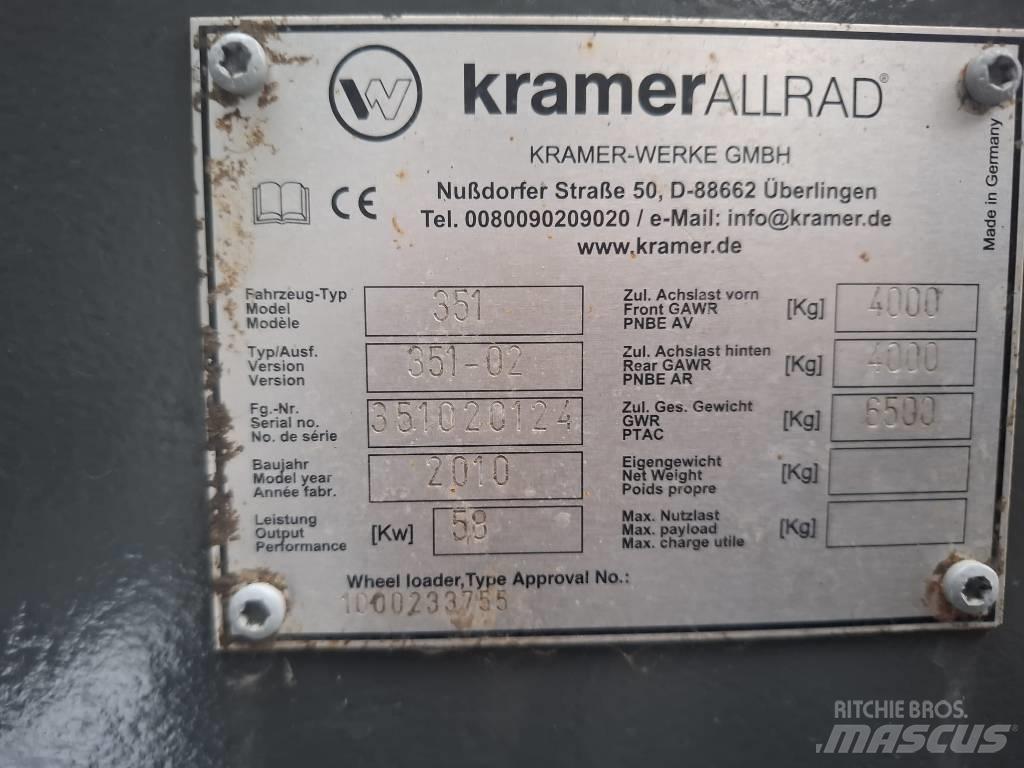 kramerALLRAD®
KRAMER-WERKE GMBH
Nußdorfer Straße 50, D-88662 Überlingen
Tel. 0080090209020 / e-Mail: info@kramer.de
www.kramer.de
CE
Made in Germany
Fahrzeug-Typ
Model
Modèle
351
Typ/Ausf.
Version
Version
351-02
Fg.-Nr.
Serial no.
No. de série
351020124
Baujahr
Model year
Année fabr.
2010
Leistung
Output
Performance
[Kw]
58
Zul. Achslast vorn
Front GAWR
PNBE AV
[Kg]
4000
Zul. Achslast hinten
Rear GAWR
PNBE AR
[Kg]
4000
Zul. Ges. Gewicht
GWR
PTAC
[Kg]
6500
Eigengewicht
Net Weight
Poids propre
[Kg]
Max. Nutzlast
Max. payload
Max. charge utile
[Kg]
Wheel loader,Type Approval No.:
1000233755
RITCHIE BROS.
MASCUS